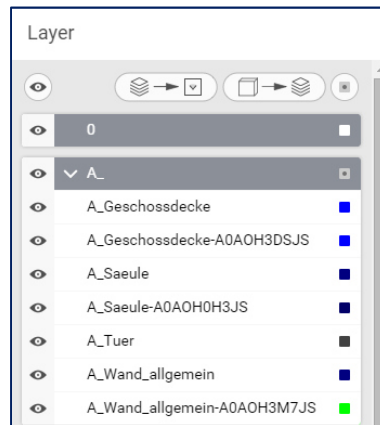 Layer
0
A_
A_Geschossdecke
A_Geschossdecke-A0AOH3DSJS
A_Saeule
A_Saeule-A0AOH0H3JS
A_Tuer
A_Wand_allgemein
A_Wand_allgemein-A0AOH3M7JS